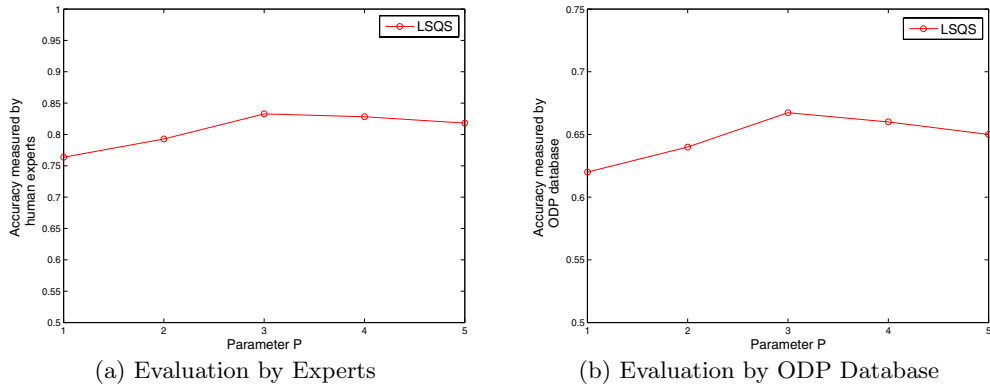 1
0.95
0.9
0.85
0.8
0.75
0.7
0.65
0.6
0.55
0.5
1
2
3
4
5
LSQS
Accuracy measured by
human experts
Parameter P
(a) Evaluation by Experts
0.75
0.7
0.65
0.6
0.55
0.5
1
2
3
4
5
LSQS
Accuracy measured by
ODP database
Parameter P
(b) Evaluation by ODP Database